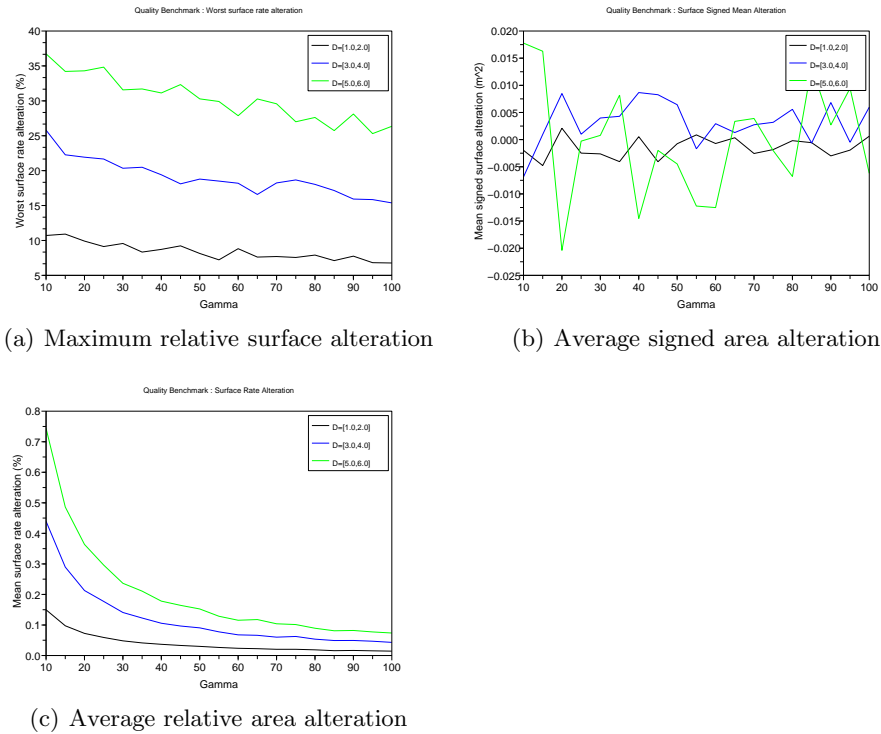 Quality Benchmark : Worst surface rate alteration
Worst surface rate alteration (%)
40
35
30
25
20
15
10
5
10 20 30 40 50 60 70 80 90 100
Gamma
D=[1.0,2.0]
D=[3.0,4.0]
D=[5.0,6.0]
(a) Maximum relative surface alteration
Quality Benchmark : Surface Signed Mean Alteration
Mean signed surface alteration (m^2)
0.020
0.015
0.010
0.005
0.000
−0.005
−0.010
−0.015
−0.020
−0.025
10 20 30 40 50 60 70 80 90 100
Gamma
D=[1.0,2.0]
D=[3.0,4.0]
D=[5.0,6.0]
(b) Average signed area alteration
Quality Benchmark : Surface Rate Alteration
Mean surface rate alteration (%)
0.8
0.7
0.6
0.5
0.4
0.3
0.2
0.1
0.0
10 20 30 40 50 60 70 80 90 100
Gamma
D=[1.0,2.0]
D=[3.0,4.0]
D=[5.0,6.0]
(c) Average relative area alteration